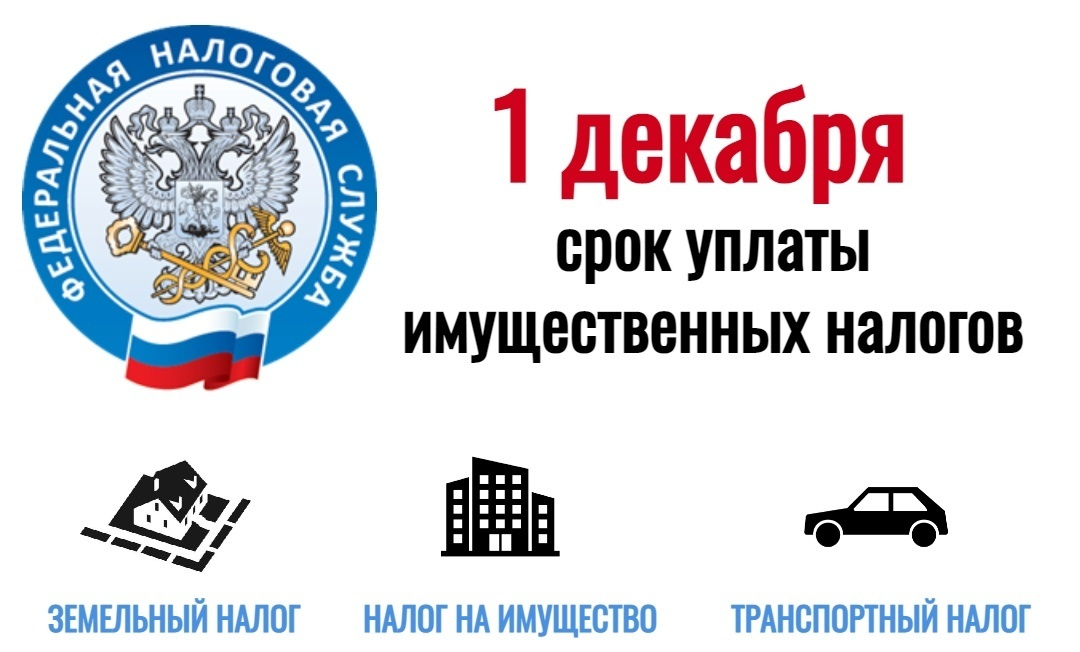 ФЕДЕРАЛЬНАЯ НАЛОГОВАЯ СЛУЖБА
1 декабря
срок уплаты
имущественных налогов
ЗЕМЕЛЬНЫЙ НАЛОГ
НАЛОГ НА ИМУЩЕСТВО
ТРАНСПОРТНЫЙ НАЛОГ